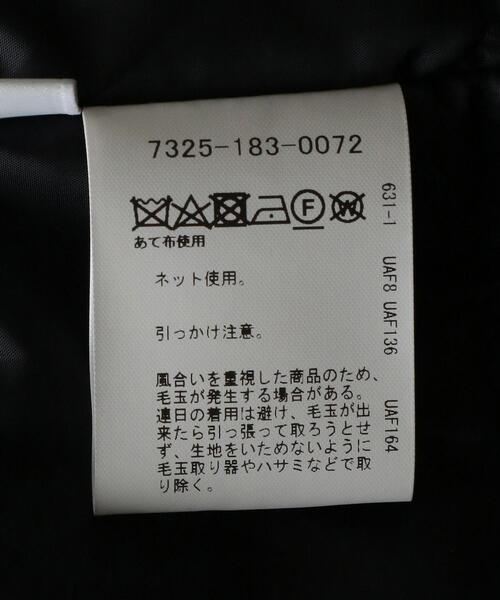 7325-183-0072
F W
あて布使用
ネット使用。
引っかけ注意。
風合いを重視した商品のため、
毛玉が発生する場合がある。
連日の着用は避け、毛玉が出
来たら引っ張って取ろうとせ
ず、生地をいためないように
毛玉取り器やハサミなどで取
り除く。
631-1 UAF8 UAF136 UAF164